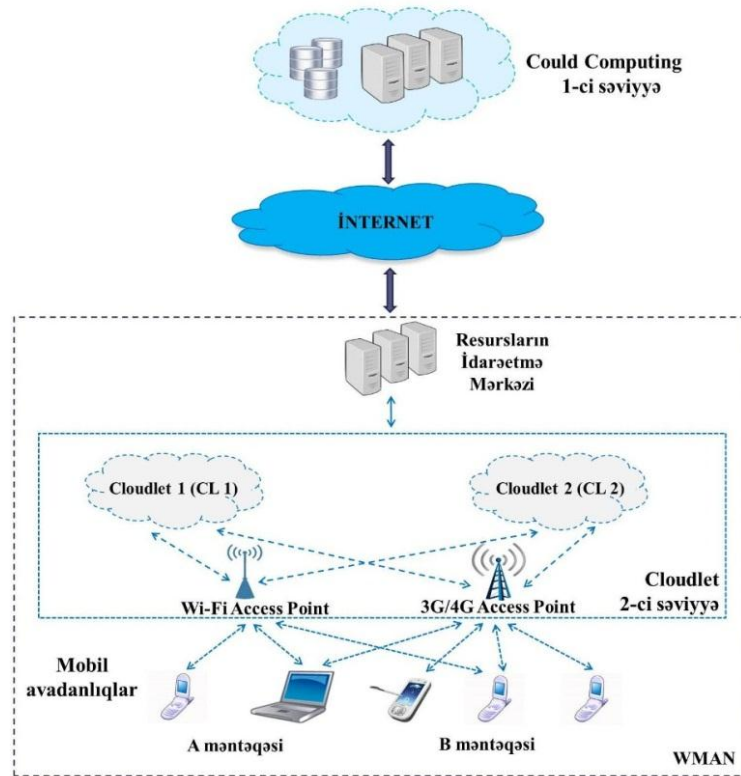 Could Computing
1-ci səviyyə
İNTERNET
Resursların
İdarəetmə
Mərkəzi
Cloudlet 1 (CL 1)
Cloudlet 2 (CL 2)
Wi-Fi Access Point
3G/4G Access Point
Cloudlet
2-ci səviyyə
Mobil
avadanlıqlar
A məntəqəsi
B məntəqəsi
WMAN